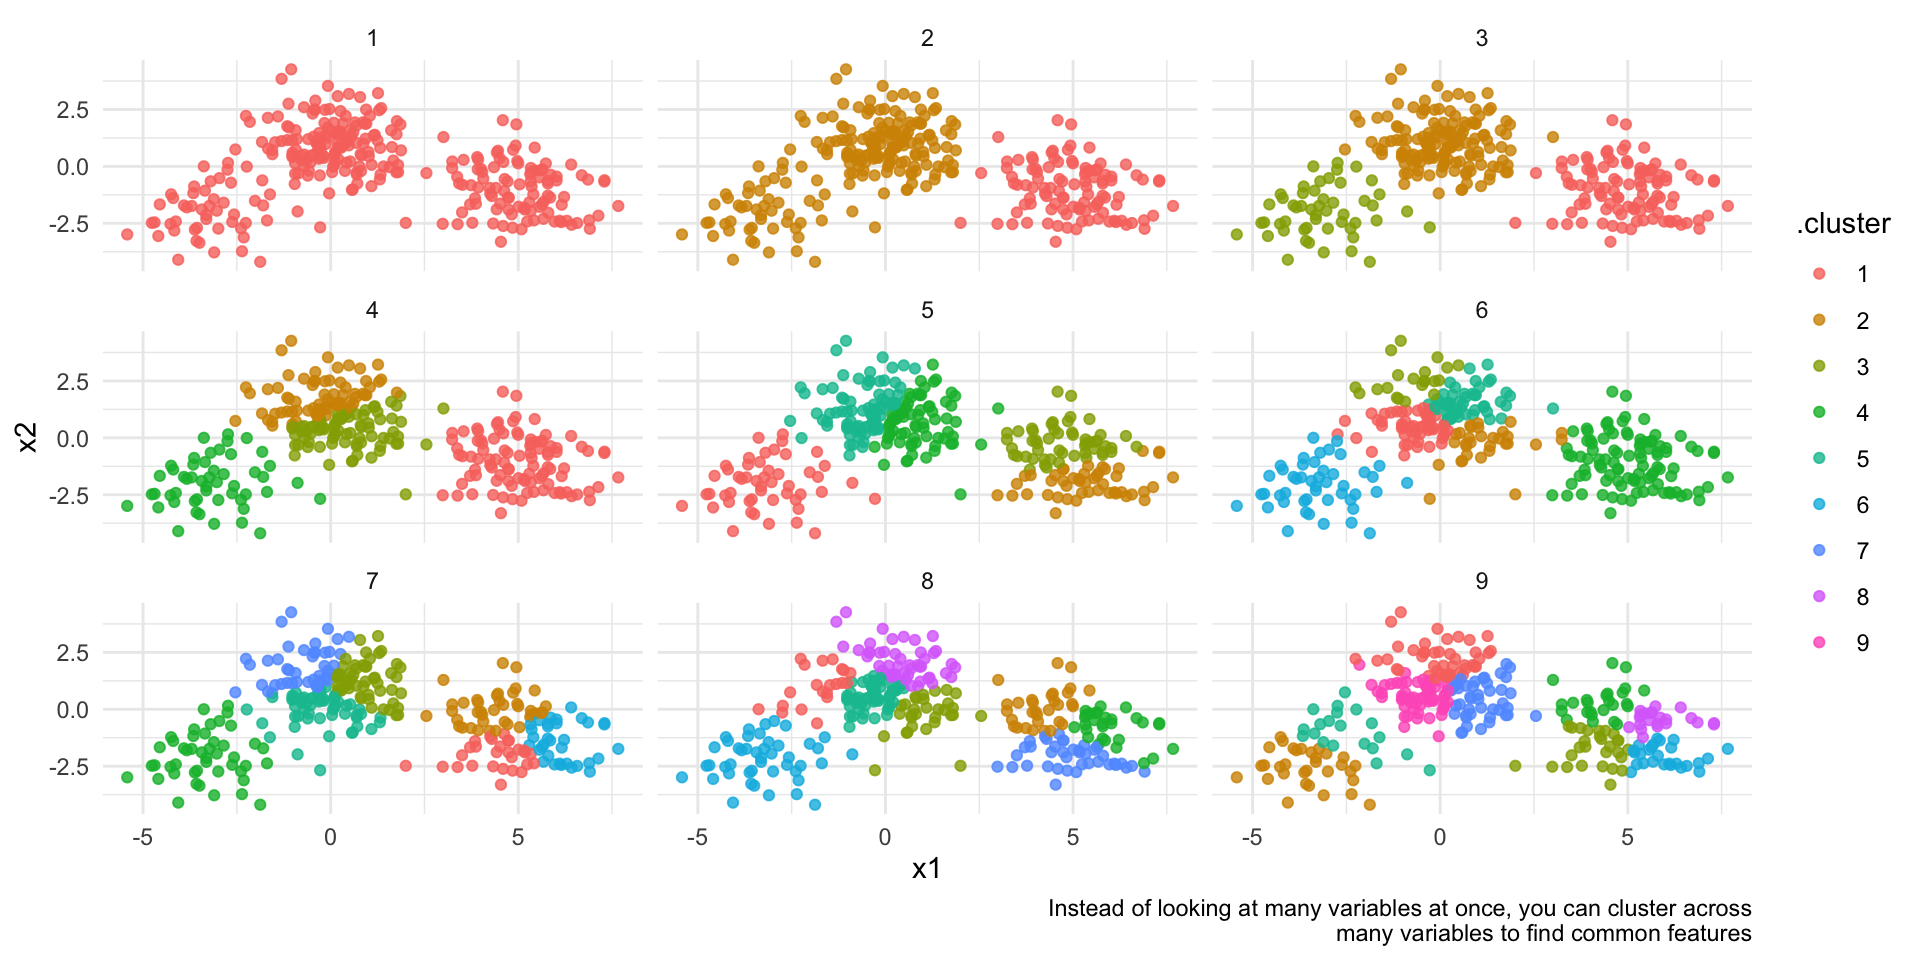 1 2 3
2.5
0.0
-2.5
4 5 6
2.5
0.0
-2.5
7 8 9
2.5
0.0
-2.5
-5 0 5 -5 0 5 -5 0 5
x2
x1
.cluster
1
2
3
4
5
6
7
8
9
Instead of looking at many variables at once, you can cluster across
many variables to find common features